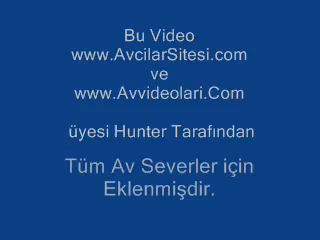 Bu Video
www.AvcilarSitesi.com
ve
www.Avvideolari.Com
üyesi Hunter Tarafından
Tüm Av Severler için
Eklenmişdir.